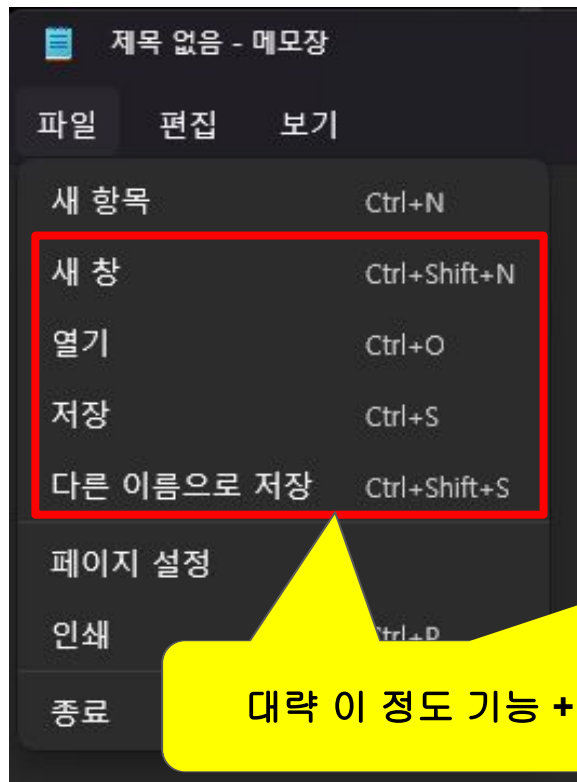 제목 없음 - 메모장
파일 편집 보기
새 항목 Ctrl+N
새 창 Ctrl+Shift+N
열기 Ctrl+O
저장 Ctrl+S
다른 이름으로 저장 Ctrl+Shift+S
페이지 설정
인쇄 Ctrl+P
종료
대략 이 정도 기능 +